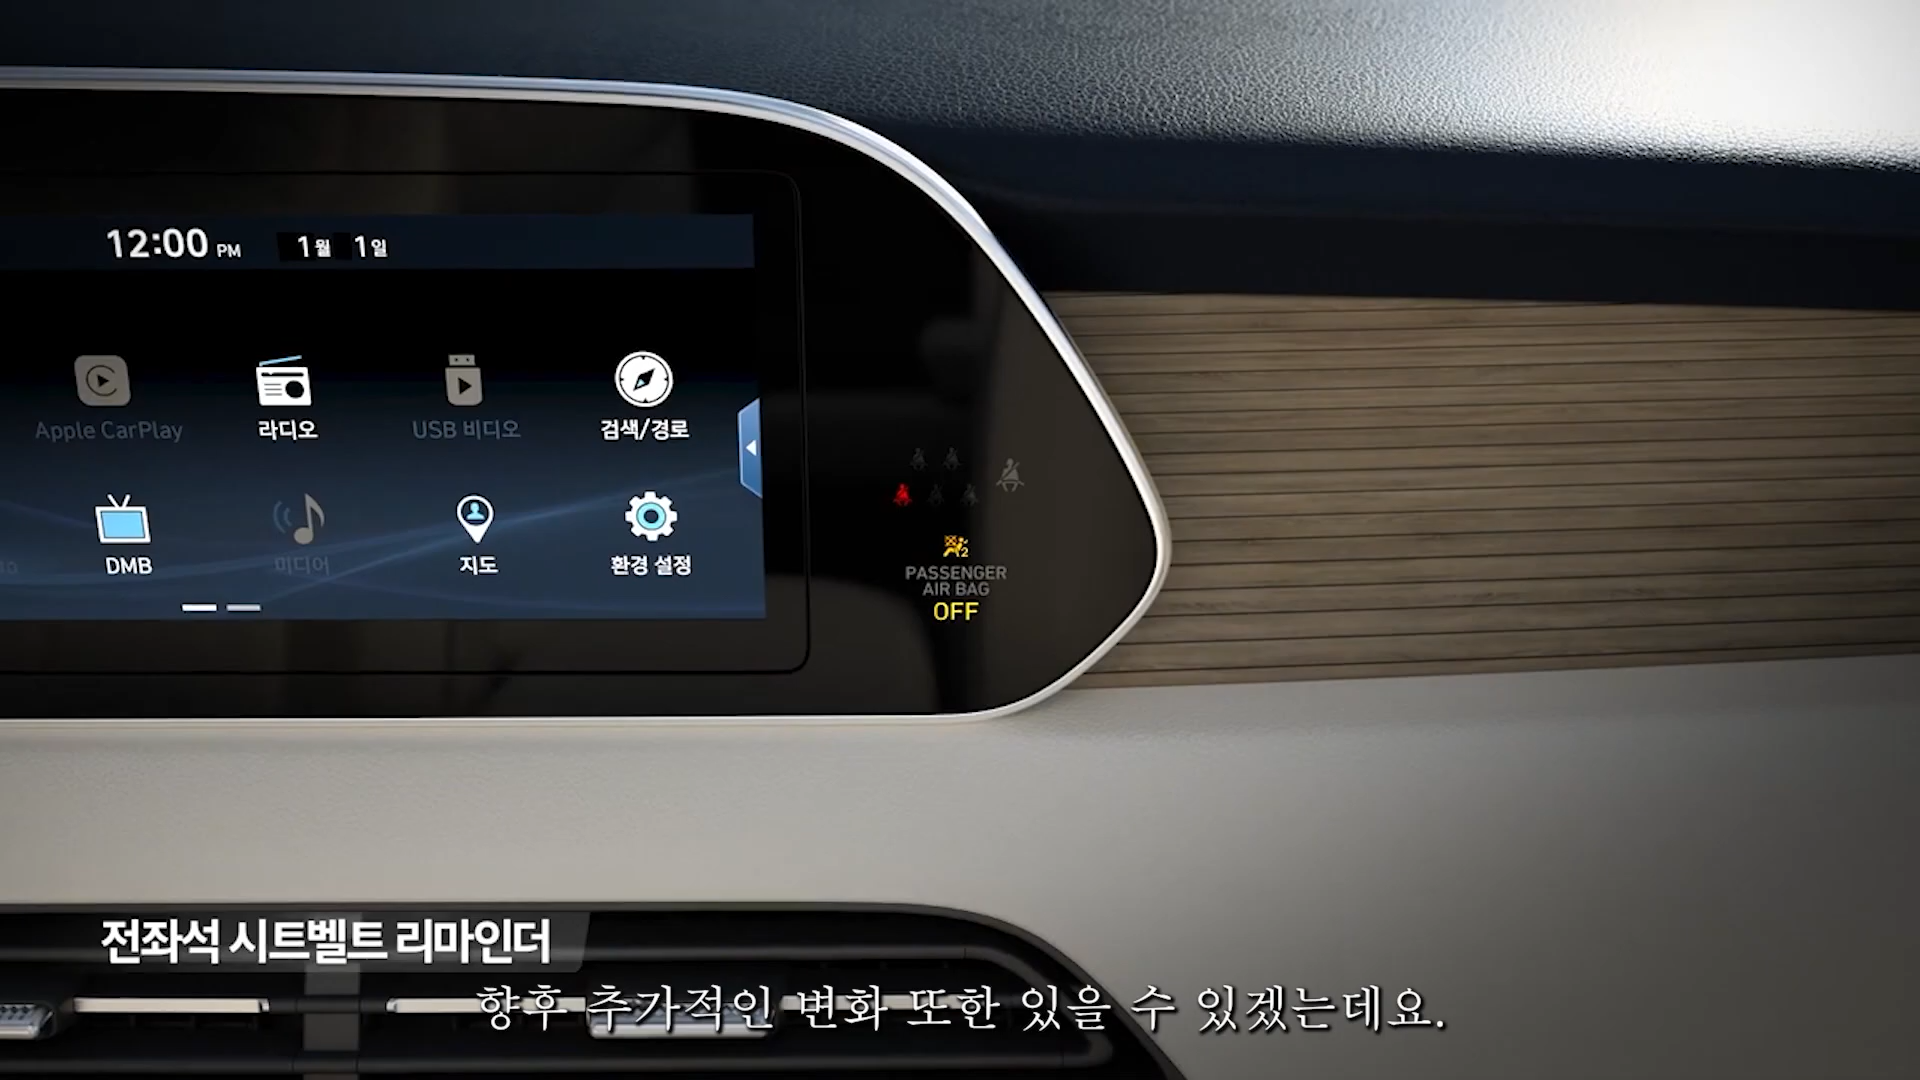 12:00 PM 1월 1일
Apple CarPlay 라디오 USB 비디오 검색/경로
DMB 미디어 지도 환경 설정
2
PASSENGER
AIR BAG
OFF
전좌석 시트벨트 리마인더
향후 추가적인 변화 또한 있을 수 있겠는데요.